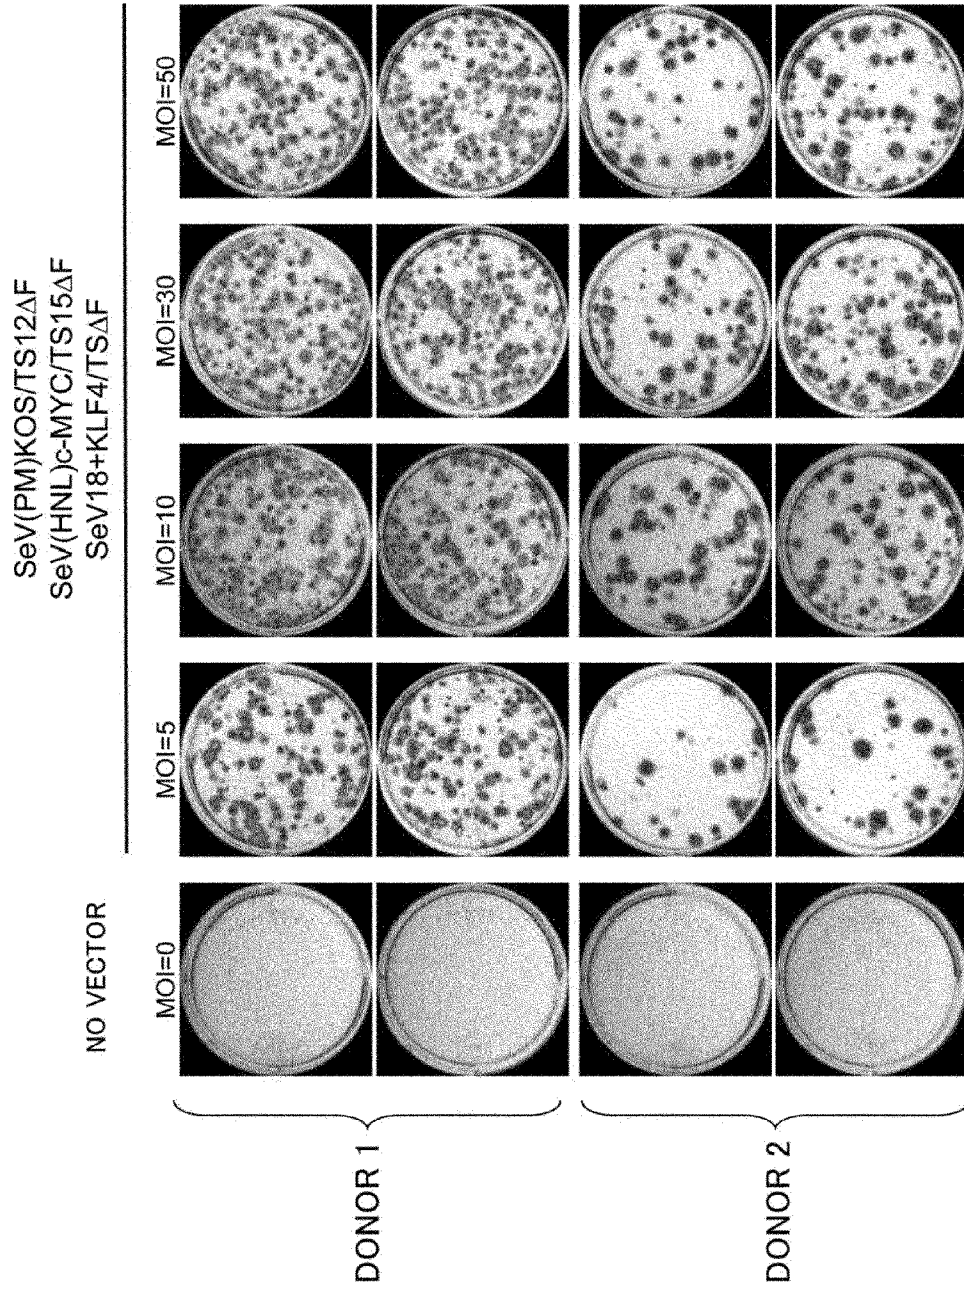 SeV(PM)KOS/TS12ΔF
SeV(HNL)c-MYC/TS15ΔF
SeV18+KLF4/TSΔF
NO VECTOR
MOI=0
MOI=5
MOI=10
MOI=30
MOI=50
DONOR 1
DONOR 2